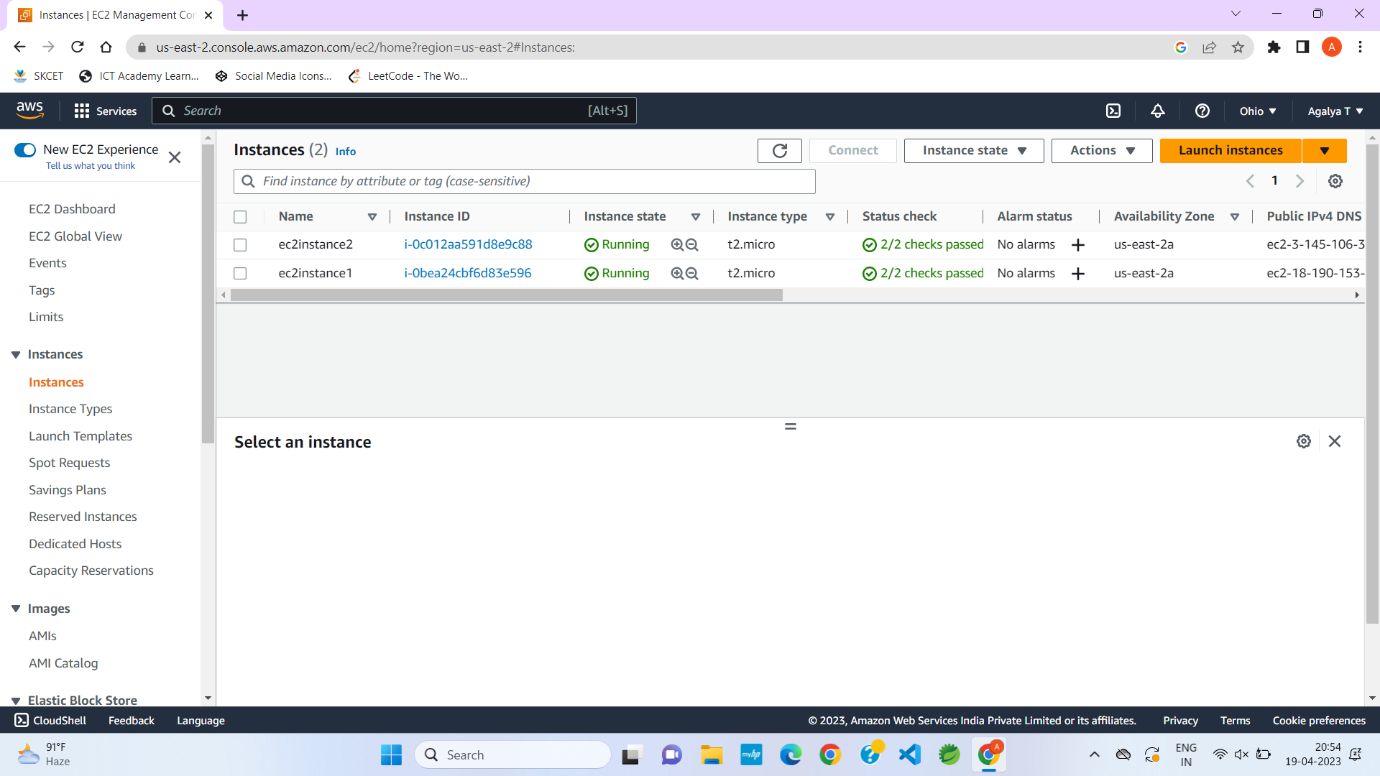 Instances | EC2 Management Con
us-east-2.console.aws.amazon.com/ec2/home?region=us-east-2#Instances:
A
SKCET
ICT Academy Learn...
Social Media Icons...
LeetCode - The Wo...
aws
Services
Search
[Alt+S]
Ohio
Agalya T
New EC2 Experience
Tell us what you think
EC2 Dashboard
EC2 Global View
Events
Tags
Limits
Instances
Instances
Instance Types
Launch Templates
Spot Requests
Savings Plans
Reserved Instances
Dedicated Hosts
Capacity Reservations
Images
AMIs
AMI Catalog
Elastic Block Store
Instances (2) Info
Connect
Instance state
Actions
Launch instances
Find instance by attribute or tag (case-sensitive)
1
Name Instance ID Instance state Instance type Status check Alarm status Availability Zone Public IPv4 DNS
ec2instance2 i-0c012aa591d8e9c88 Running t2.micro 2/2 checks passed No alarms + us-east-2a ec2-3-145-106-3
ec2instance1 i-0bea24cbf6d83e596 Running t2.micro 2/2 checks passed No alarms + us-east-2a ec2-18-190-153-
Select an instance
CloudShell
Feedback
Language
© 2023, Amazon Web Services India Private Limited or its affiliates.
Privacy
Terms
Cookie preferences
91°F
Haze
Search
A
ENG
IN
20:54
19-04-2023